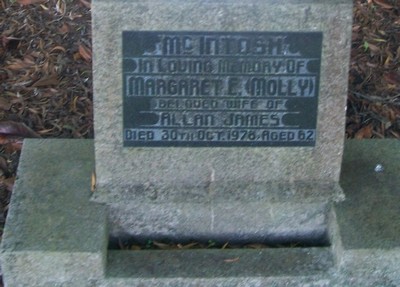 McINTOSH
IN LOVING MEMORY OF
MARGARET E. (MOLLY)
BELOVED WIFE OF
ALLAN JAMES
DIED 30TH OCT. 1978, AGED 62